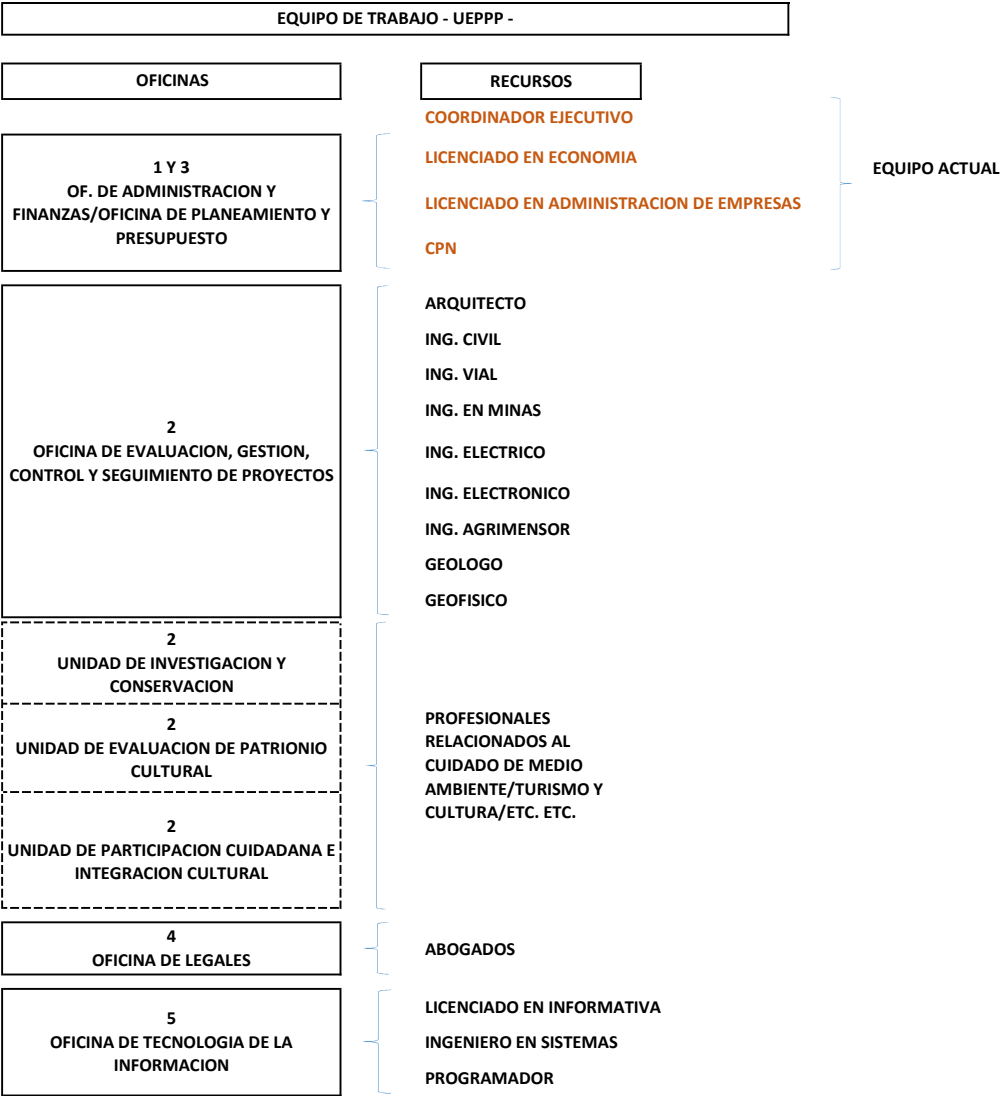 EQUIPO DE TRABAJO - UEPPP -
OFICINAS
RECURSOS
COORDINADOR EJECUTIVO
1 Y 3
OF. DE ADMINISTRACION Y
FINANZAS/OFICINA DE PLANEAMIENTO Y
PRESUPUESTO
LICENCIADO EN ECONOMIA
LICENCIADO EN ADMINISTRACION DE EMPRESAS
CPN
EQUIPO ACTUAL
2
OFICINA DE EVALUACION, GESTION,
CONTROL Y SEGUIMIENTO DE PROYECTOS
ARQUITECTO
ING. CIVIL
ING. VIAL
ING. EN MINAS
ING. ELECTRICO
ING. ELECTRONICO
ING. AGRIMENSOR
GEOLOGO
GEOFISICO
2
UNIDAD DE INVESTIGACION Y
CONSERVACION
2
UNIDAD DE EVALUACION DE PATRIONIO
CULTURAL
2
UNIDAD DE PARTICIPACION CUIDADANA E
INTEGRACION CULTURAL
PROFESIONALES
RELACIONADOS AL
CUIDADO DE MEDIO
AMBIENTE/TURISMO Y
CULTURA/ETC. ETC.
4
OFICINA DE LEGALES
ABOGADOS
5
OFICINA DE TECNOLOGIA DE LA
INFORMACION
LICENCIADO EN INFORMATIVA
INGENIERO EN SISTEMAS
PROGRAMADOR